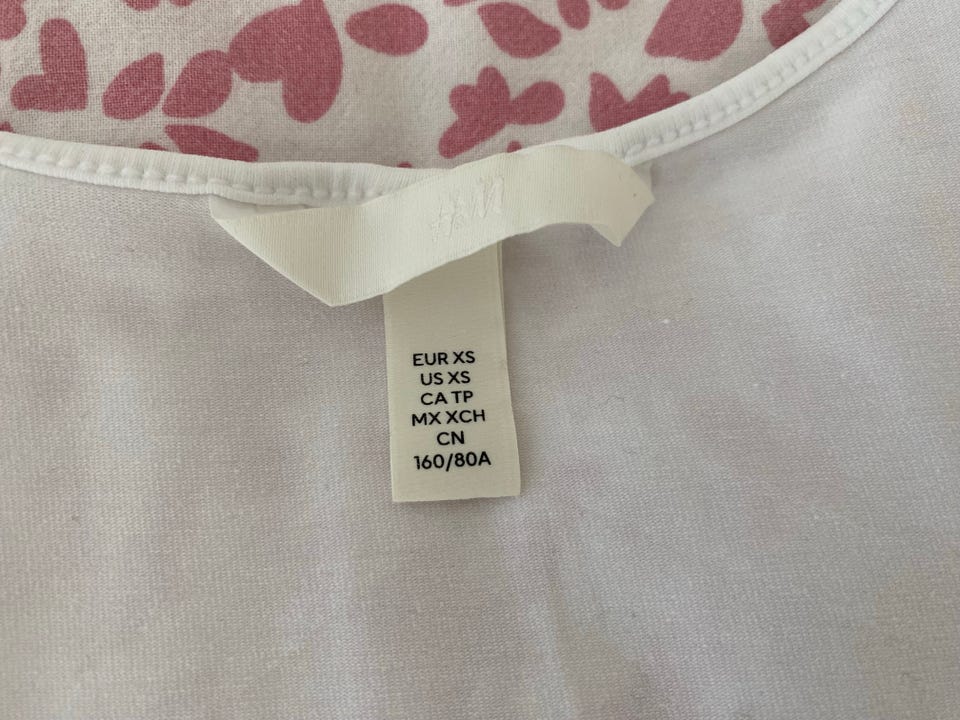 H&M
EUR XS
US XS
CA TP
MX XCH
CN
160/80A